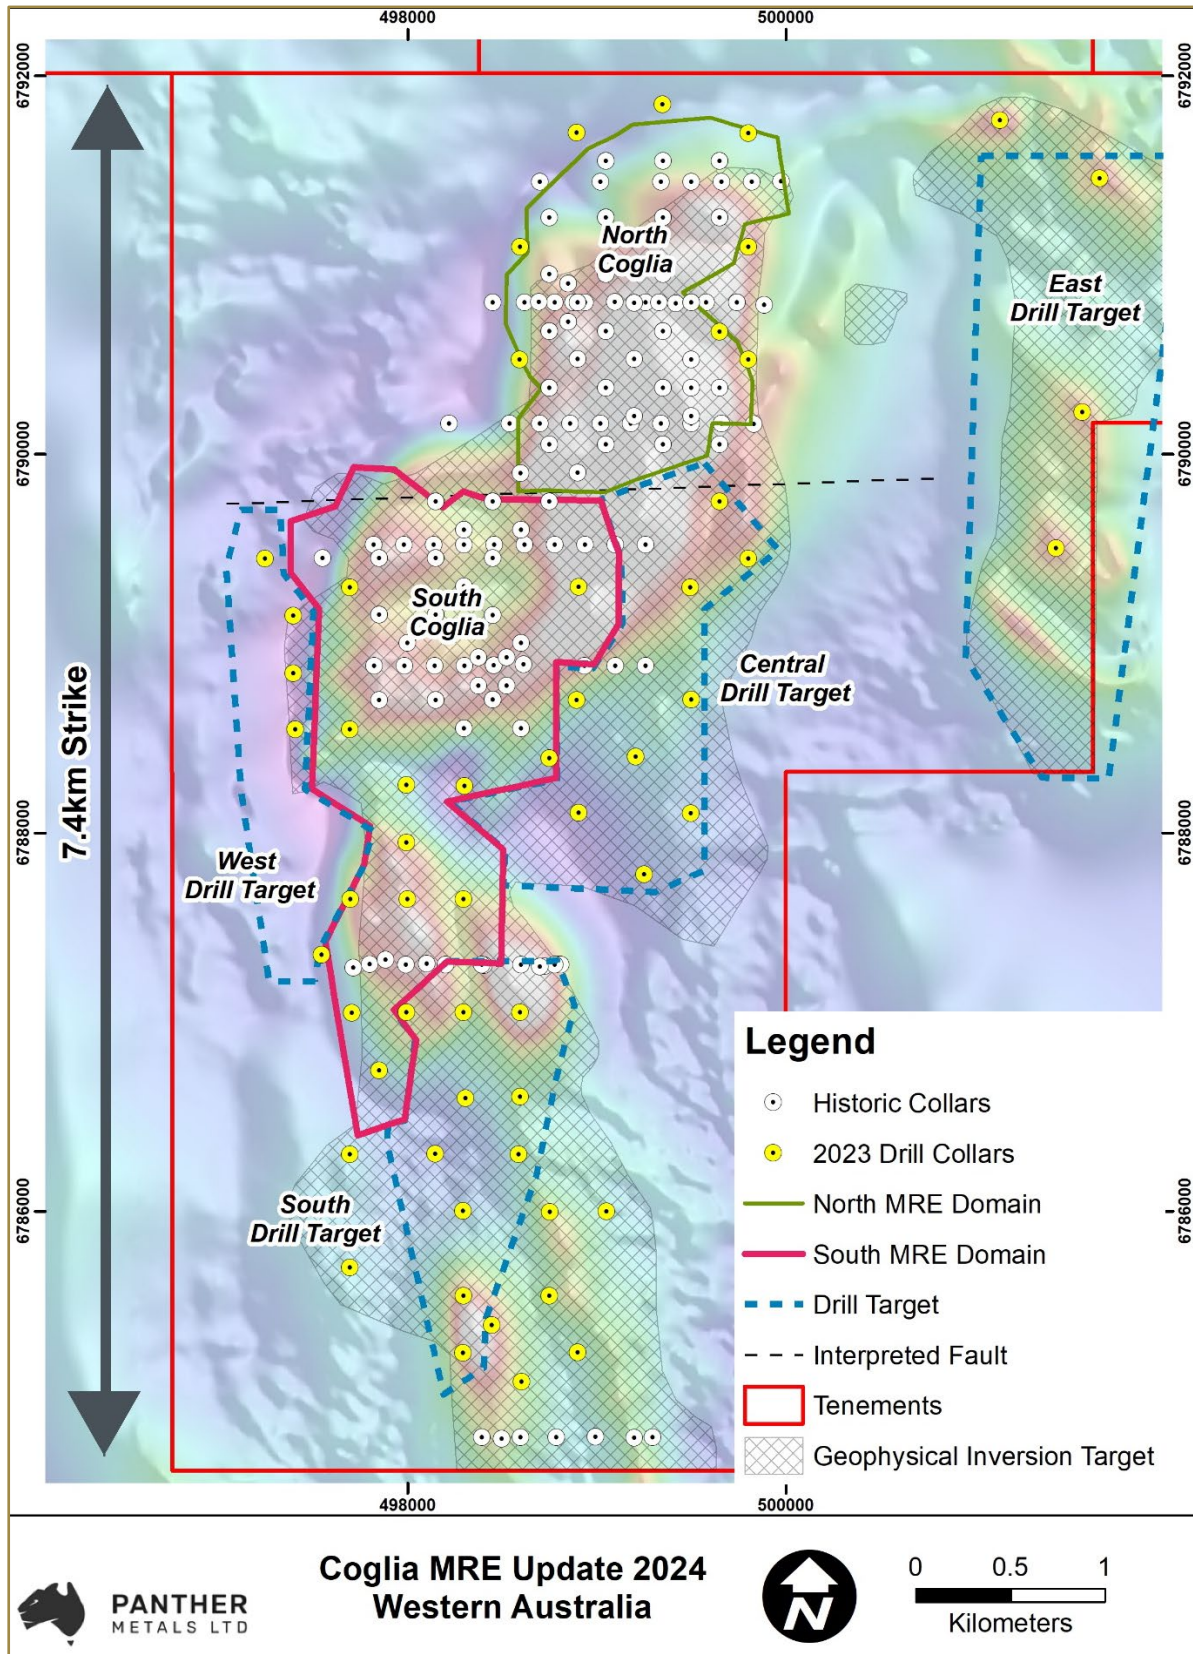 498000
500000
6792000
6792000
North
Coglia
East
Drill Target
6790000
6790000
South
Coglia
Central
Drill Target
7.4km Strike
6788000
6788000
West
Drill Target
Legend
Historic Collars
2023 Drill Collars
6786000
6786000
South
Drill Target
North MRE Domain
South MRE Domain
Drill Target
Interpreted Fault
Tenements
Geophysical Inversion Target
498000
500000
Coglia MRE Update 2024
Western Australia
PANTHER
METALS LTD
N
0 0.5 1
Kilometers